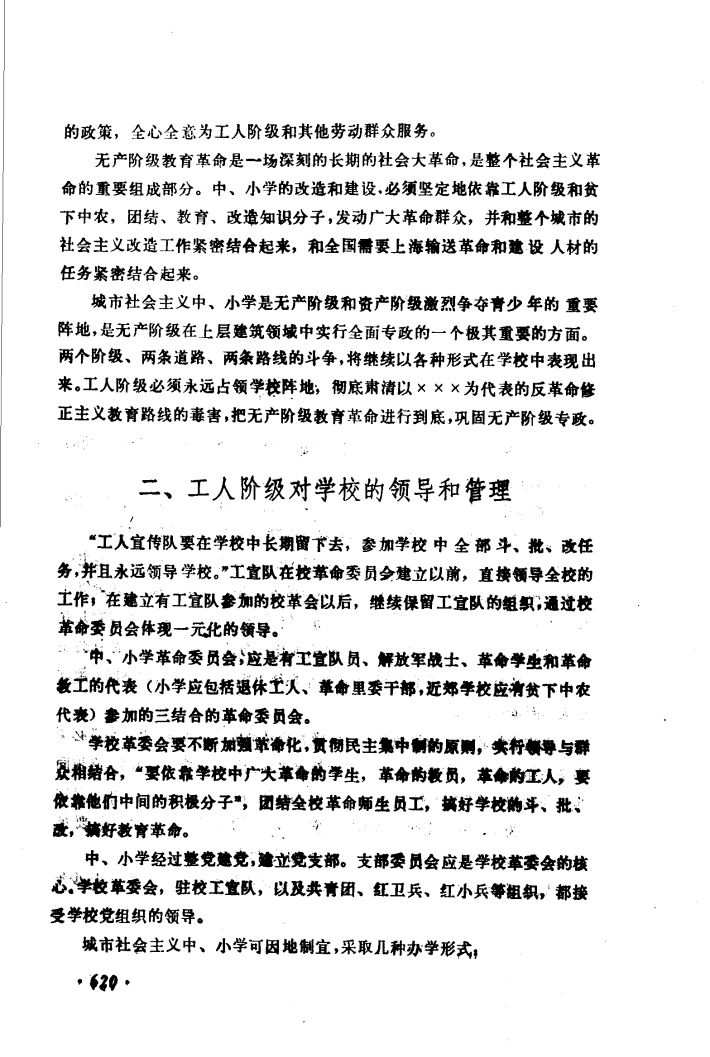 的政策，全心全意为工人阶级和其他劳动群众服务。
无产阶级教育革命是一场深刻的长期的社会大革命，是整个社会主义革
命的重要组成部分。中、小学的改造和建设，必须坚定地依靠工人阶级和贫
下中农，团结、教育、改造知识分子，发动广大革命群众，并和整个城市的
社会主义改造工作紧密结合起来，和全国需要上海输送革命和建设人材的
任务紧密结合起来。
城市社会主义中、小学是无产阶级和资产阶级激烈争夺青少年的重要
阵地，是无产阶级在上层建筑领域中实行全面专政的一个极其重要的方面。
两个阶级、两条道路、两条路线的斗争，将继续以各种形式在学校中表现出
来。工人阶级必须永远占领学校阵地，彻底肃清以×××为代表的反革命修
正主义教育路线的毒害，把无产阶级教育革命进行到底，巩固无产阶级专政。
二、工人阶级对学校的领导和管理
“工人宣传队要在学校中长期留下去，参加学校中全部斗、批、改任
务，并且永远领导学校。”工宣队在校革命委员会建立以前，直接领导全校的
工作；在建立有工宣队参加的校革会以后，继续保留工宣队的组织，通过校
革命委员会体现一元化的领导。
中、小学革命委员会，应是有工宣队员、解放军战士、革命学生和革命
教工的代表（小学应包括退休工人、革命里委干部，近郊学校应有贫下中农
代表）参加的三结合的革命委员会。
学校革委会要不断加强革命化，贯彻民主集中制的原则，实行领导与群
众相结合，“要依靠学校中广大革命的学生，革命的教员，革命的工人，要
依靠他们中间的积极分子”，团结全校革命师生员工，搞好学校的斗、批、
改，搞好教育革命。
中、小学经过整党建党，建立党支部。支部委员会应是学校革委会的核
心。学校革委会，驻校工宣队，以及共青团、红卫兵、红小兵等组织，都接
受学校党组织的领导。
城市社会主义中、小学可因地制宜，采取几种办学形式；
·620·